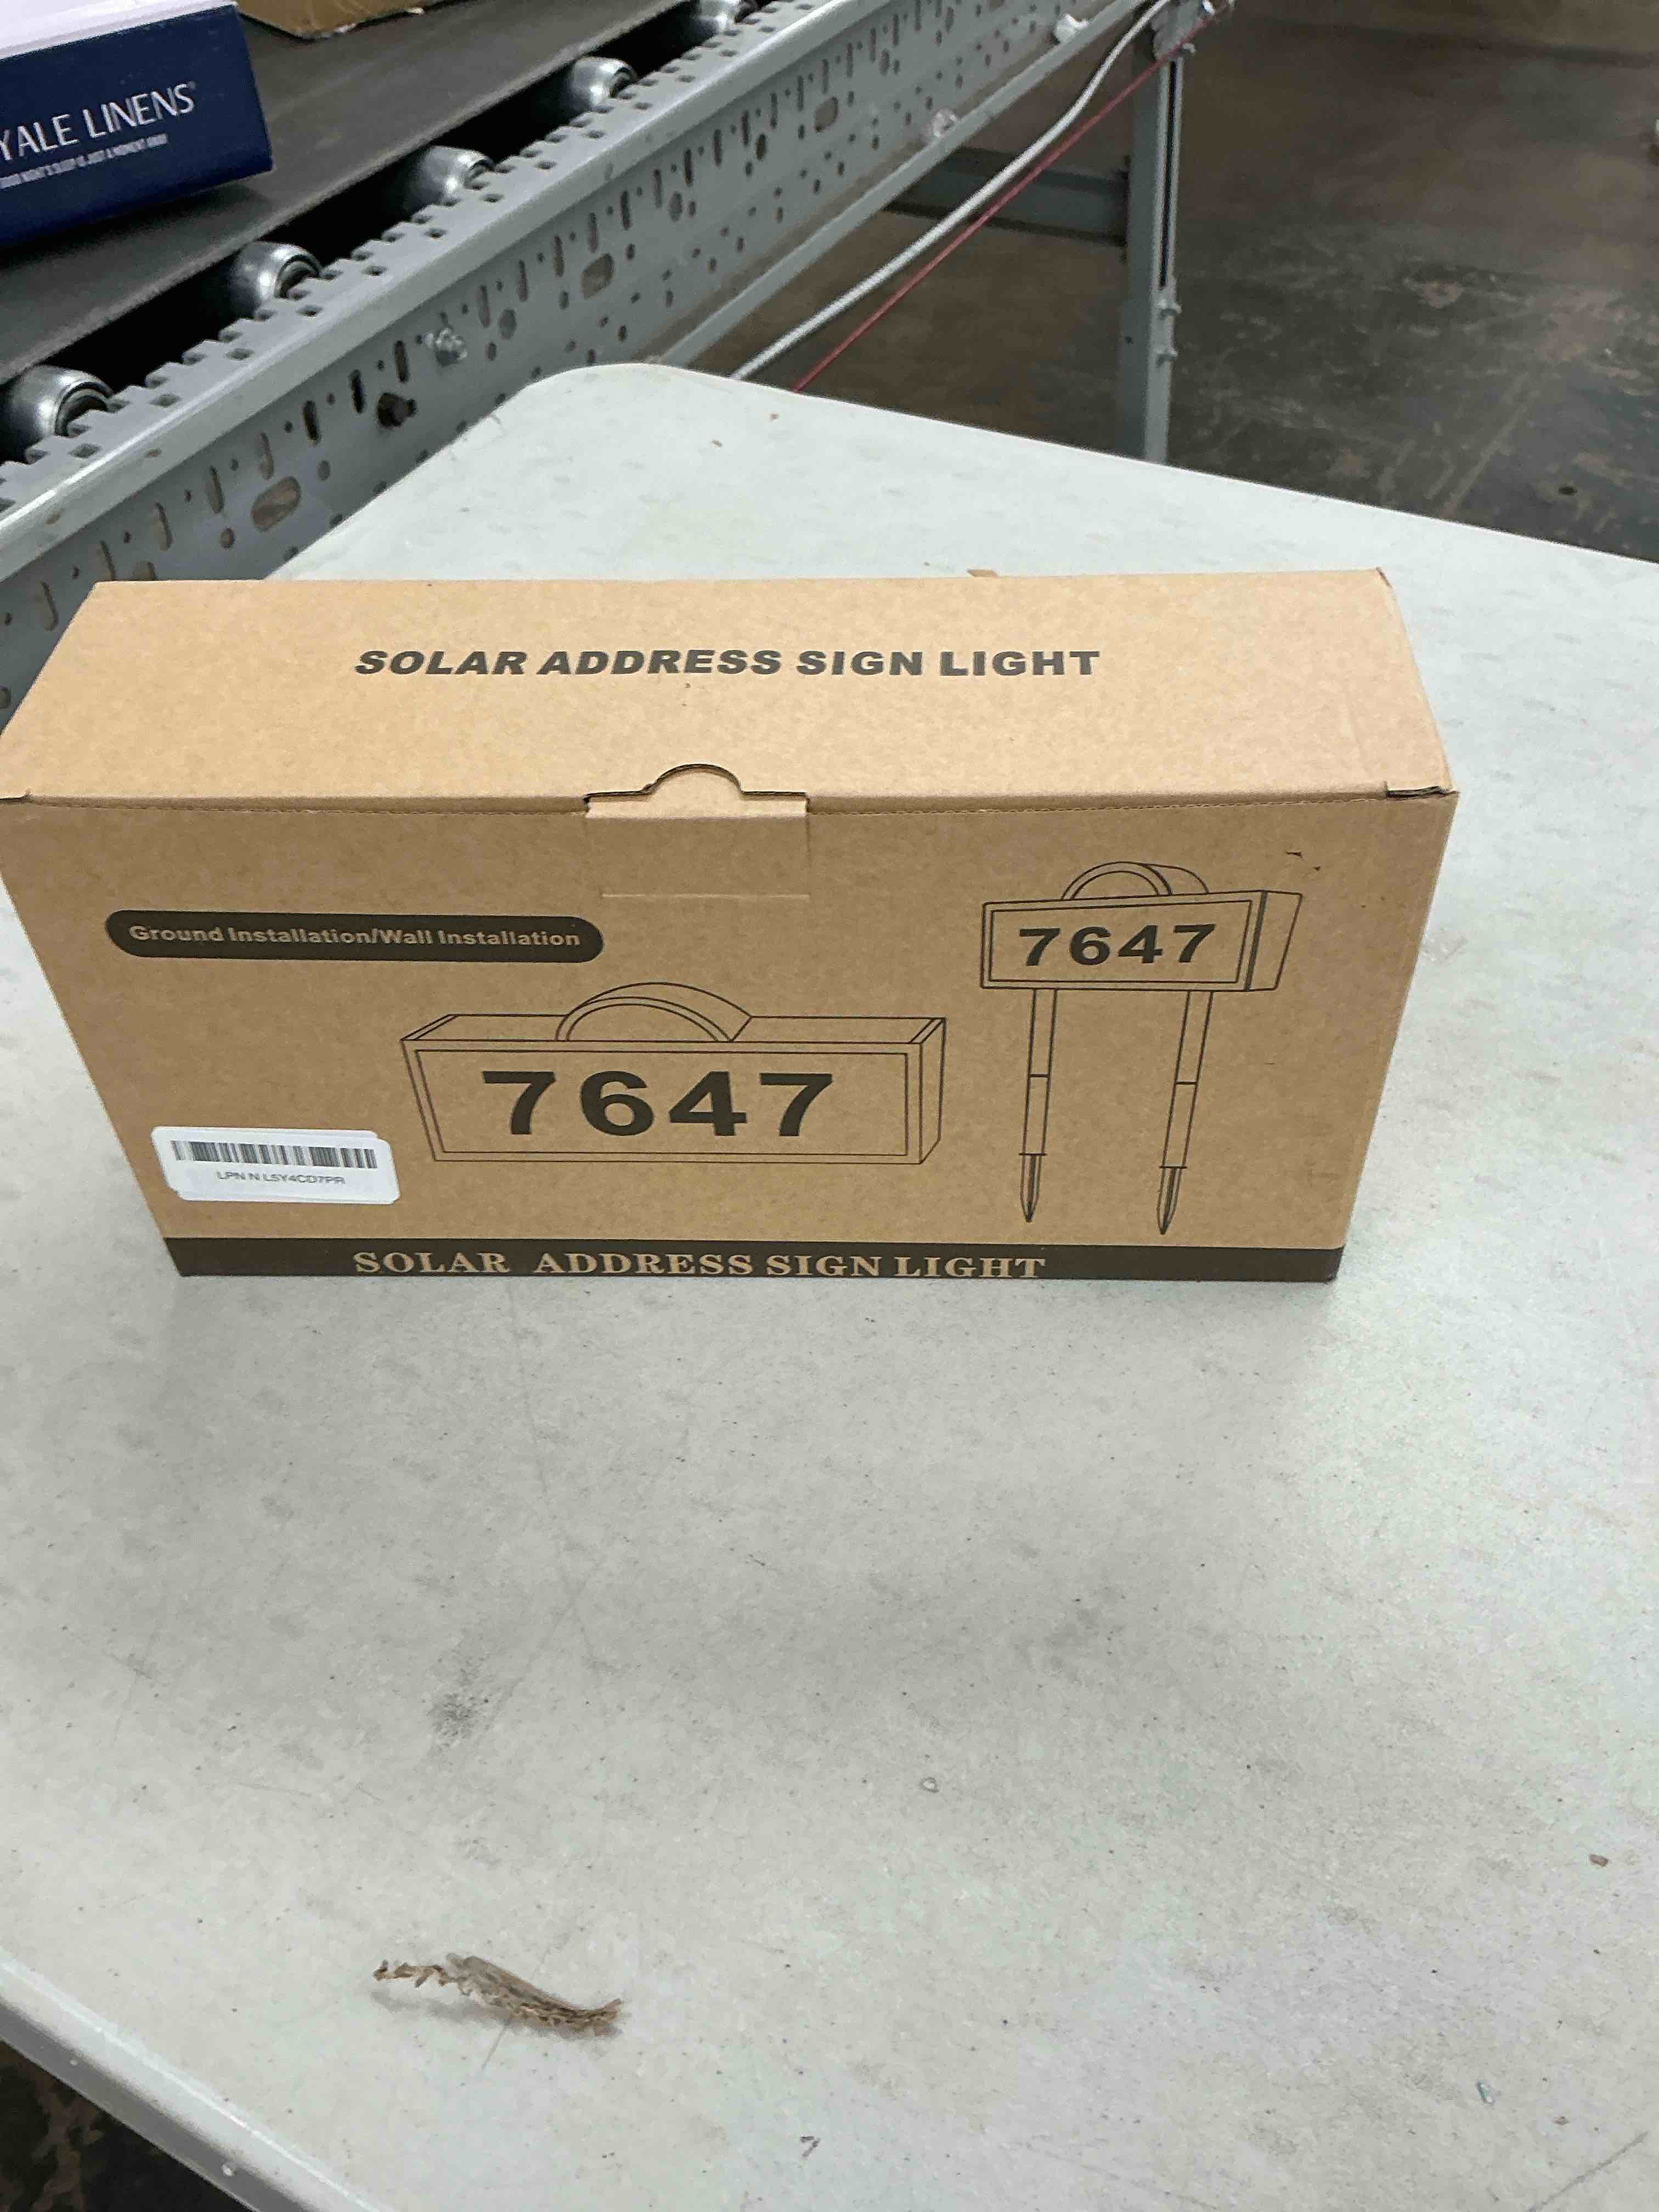 YALE LINENS
SOLAR ADDRESS SIGN LIGHT
Ground Installation/Wall Installation
7647
7647
LPN N L5Y4CD7PR
SOLAR ADDRESS SIGN LIGHT